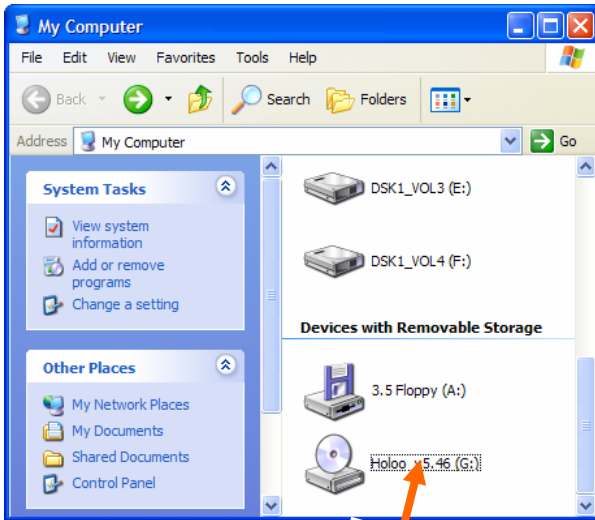 My Computer
File Edit View Favorites Tools Help
Back Search Folders
Address My Computer Go
System Tasks
View system
information
Add or remove
programs
Change a setting
Other Places
My Network Places
My Documents
Shared Documents
Control Panel
DSK1_VOL3 (E:)
DSK1_VOL4 (F:)
Devices with Removable Storage
3.5 Floppy (A:)
Holoo_v5.46 (G:)